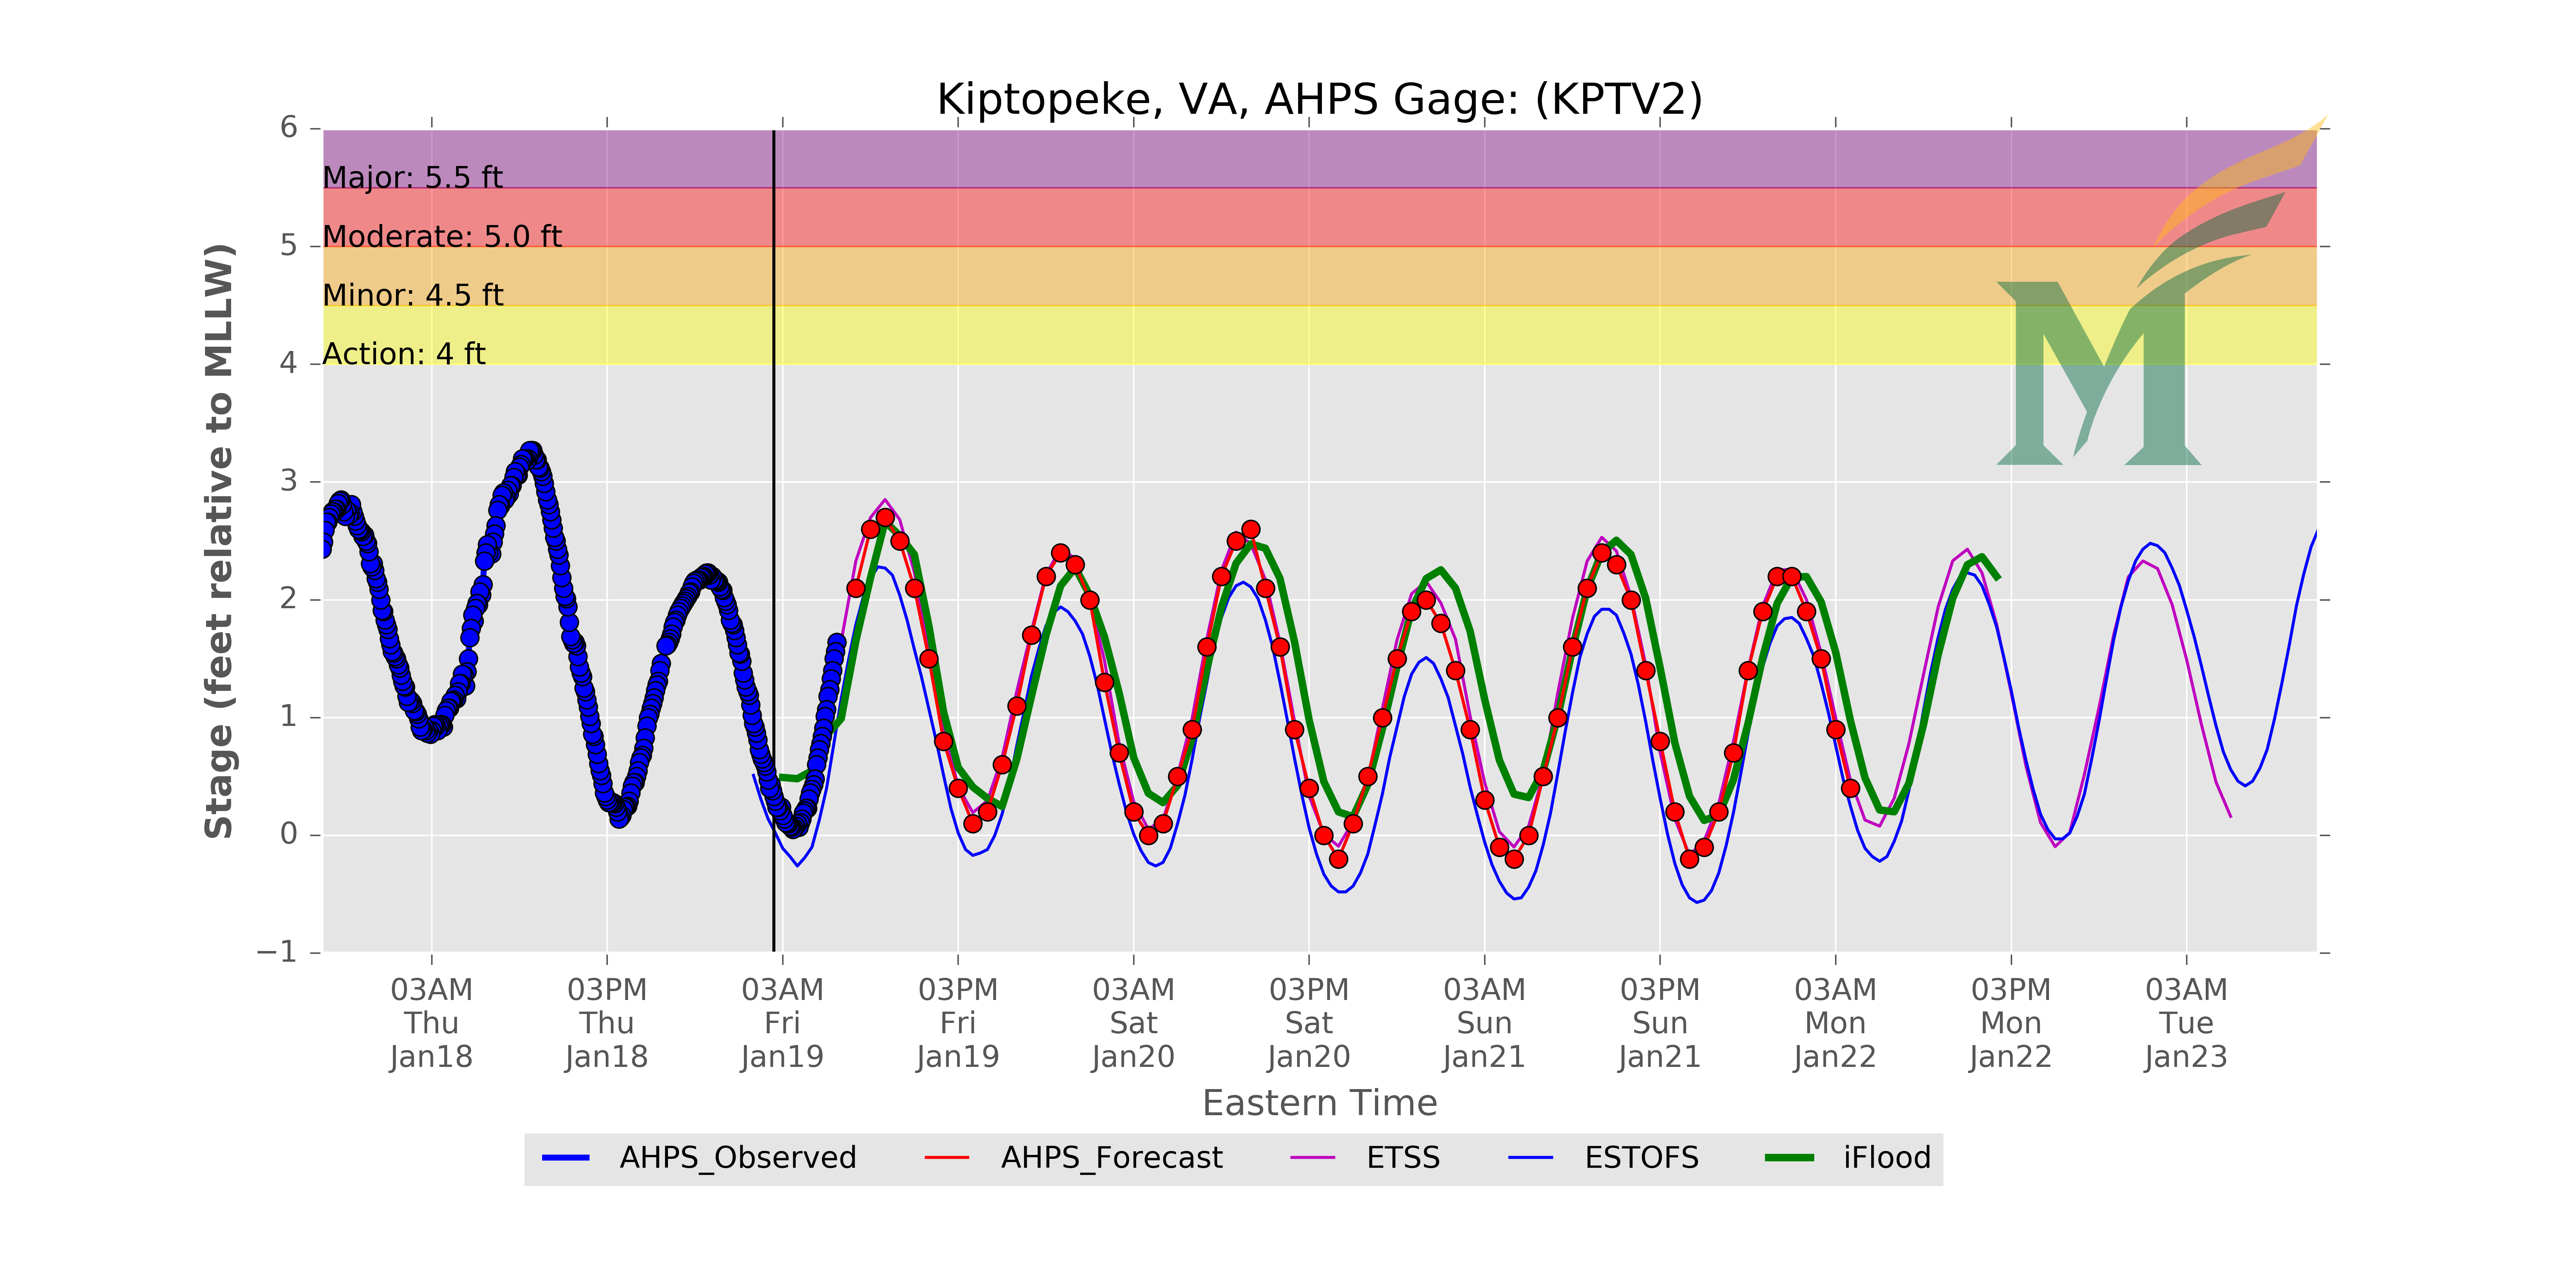 Kiptopeke, VA, AHPS Gage: (KPTV2)
6
5
4
3
2
1
0
−1
Stage (feet relative to MLLW)
Major: 5.5 ft
Moderate: 5.0 ft
Minor: 4.5 ft
Action: 4 ft
M
03AM 03PM 03AM 03PM 03AM 03PM 03AM 03PM 03AM 03PM 03AM
Thu Thu Fri Fri Sat Sat Sun Sun Mon Mon Tue
Jan18 Jan18 Jan19 Jan19 Jan20 Jan20 Jan21 Jan21 Jan22 Jan22 Jan23
Eastern Time
AHPS_Observed AHPS_Forecast ETSS ESTOFS iFlood